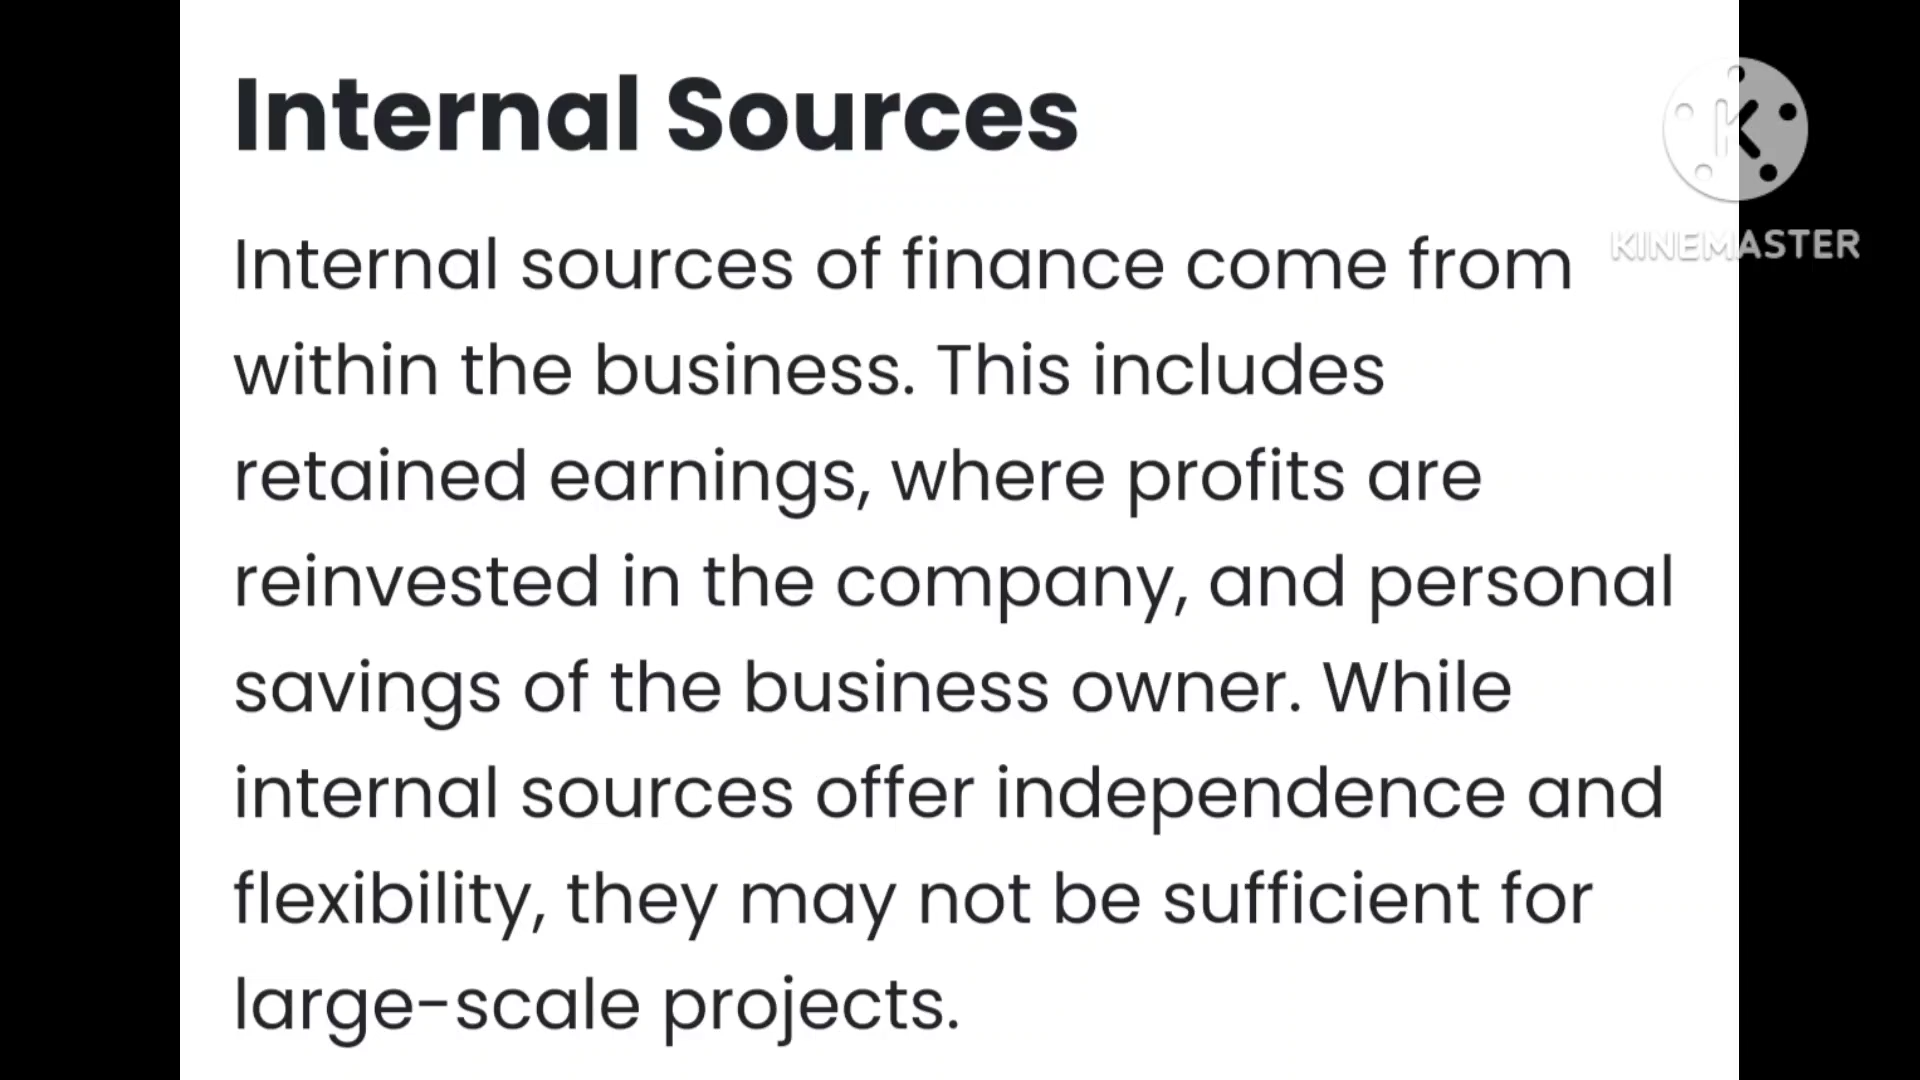 Internal Sources
Internal sources of finance come from
within the business. This includes
retained earnings, where profits are
reinvested in the company, and personal
savings of the business owner. While
internal sources offer independence and
flexibility, they may not be sufficient for
large-scale projects.
K
KINEMASTER